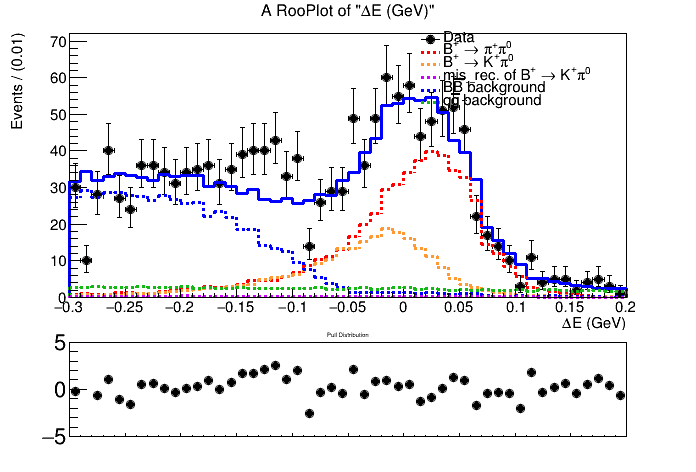 A RooPlot of "ΔE (GeV)"
Events / (0.01)
70
60
50
40
30
20
10
0
Data
B⁺ → π⁺π⁰
B⁺ → K⁺π⁰
mis rec. of B⁺ → K⁺π⁰
BB̅ background
qq̅ background
−0.3 −0.25 −0.2 −0.15 −0.1 −0.05 0 0.05 0.1 0.15 0.2
ΔE (GeV)
Pull Distribution
5
0
−5